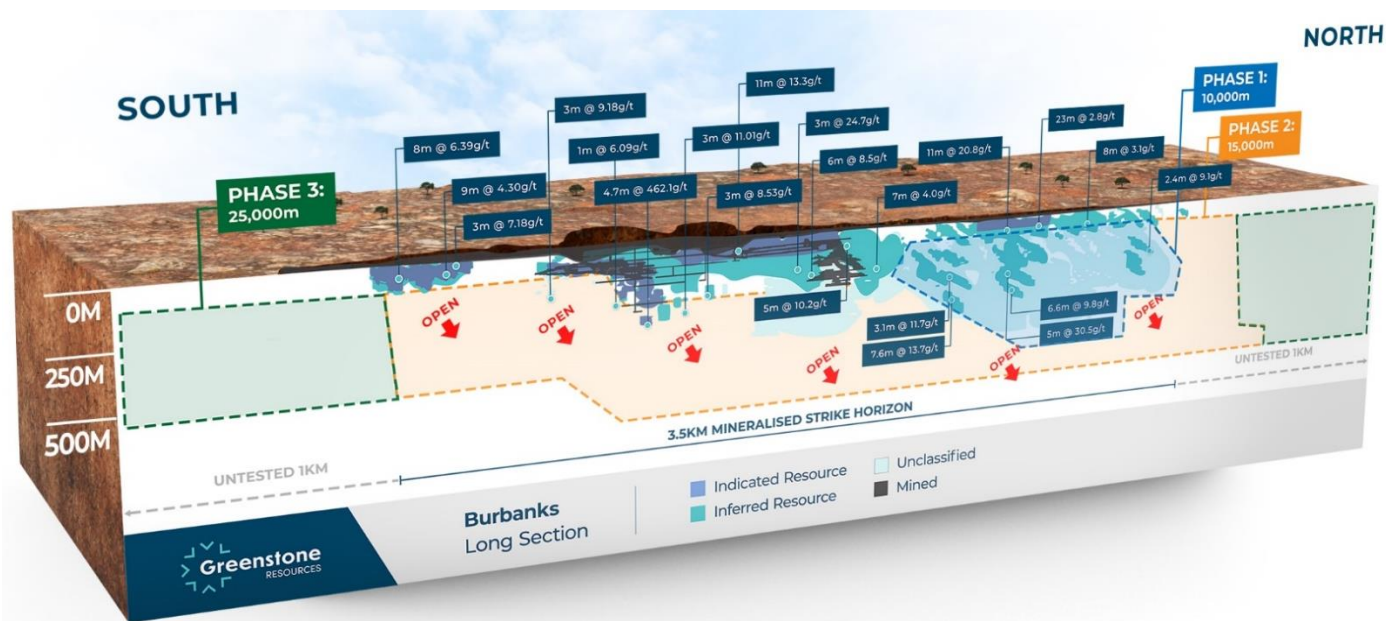 NORTH
SOUTH
11m @ 13.3g/t
PHASE 1:
10,000m
3m @ 9.18g/t
3m @ 24.7g/t
23m @ 2.8g/t
PHASE 2:
15,000m
8m @ 6.39g/t
1m @ 6.09g/t
3m @ 11.01g/t
6m @ 8.5g/t
11m @ 20.8g/t
8m @ 3.1g/t
PHASE 3:
25,000m
9m @ 4.30g/t
4.7m @ 462.1g/t
3m @ 8.53g/t
7m @ 4.0g/t
2.4m @ 9.1g/t
3m @ 7.18g/t
0M
250M
500M
OPEN
OPEN
OPEN
OPEN
OPEN
OPEN
5m @ 10.2g/t
3.1m @ 11.7g/t
7.6m @ 13.7g/t
6.6m @ 9.8g/t
5m @ 30.5g/t
UNTESTED 1KM
3.5KM MINERALISED STRIKE HORIZON
UNTESTED 1KM
Burbanks
Long Section
Indicated Resource
Inferred Resource
Unclassified
Mined
Greenstone
RESOURCES